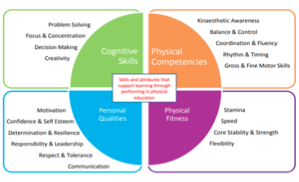 Problem Solving
Focus & Concentration
Decision Making
Creativity
Cognitive
Skills
Physical
Competencies
Kinaesthetic Awareness
Balance & Control
Coordination & Fluency
Rhythm & Timing
Gross & Fine Motor Skills
Skills and attributes that
support learning through
performing in physical
education
Motivation
Confidence & Self Esteem
Determination & Resilience
Responsibility & Leadership
Respect & Tolerance
Communication
Personal
Qualities
Physical
Fitness
Stamina
Speed
Core Stability & Strength
Flexibility